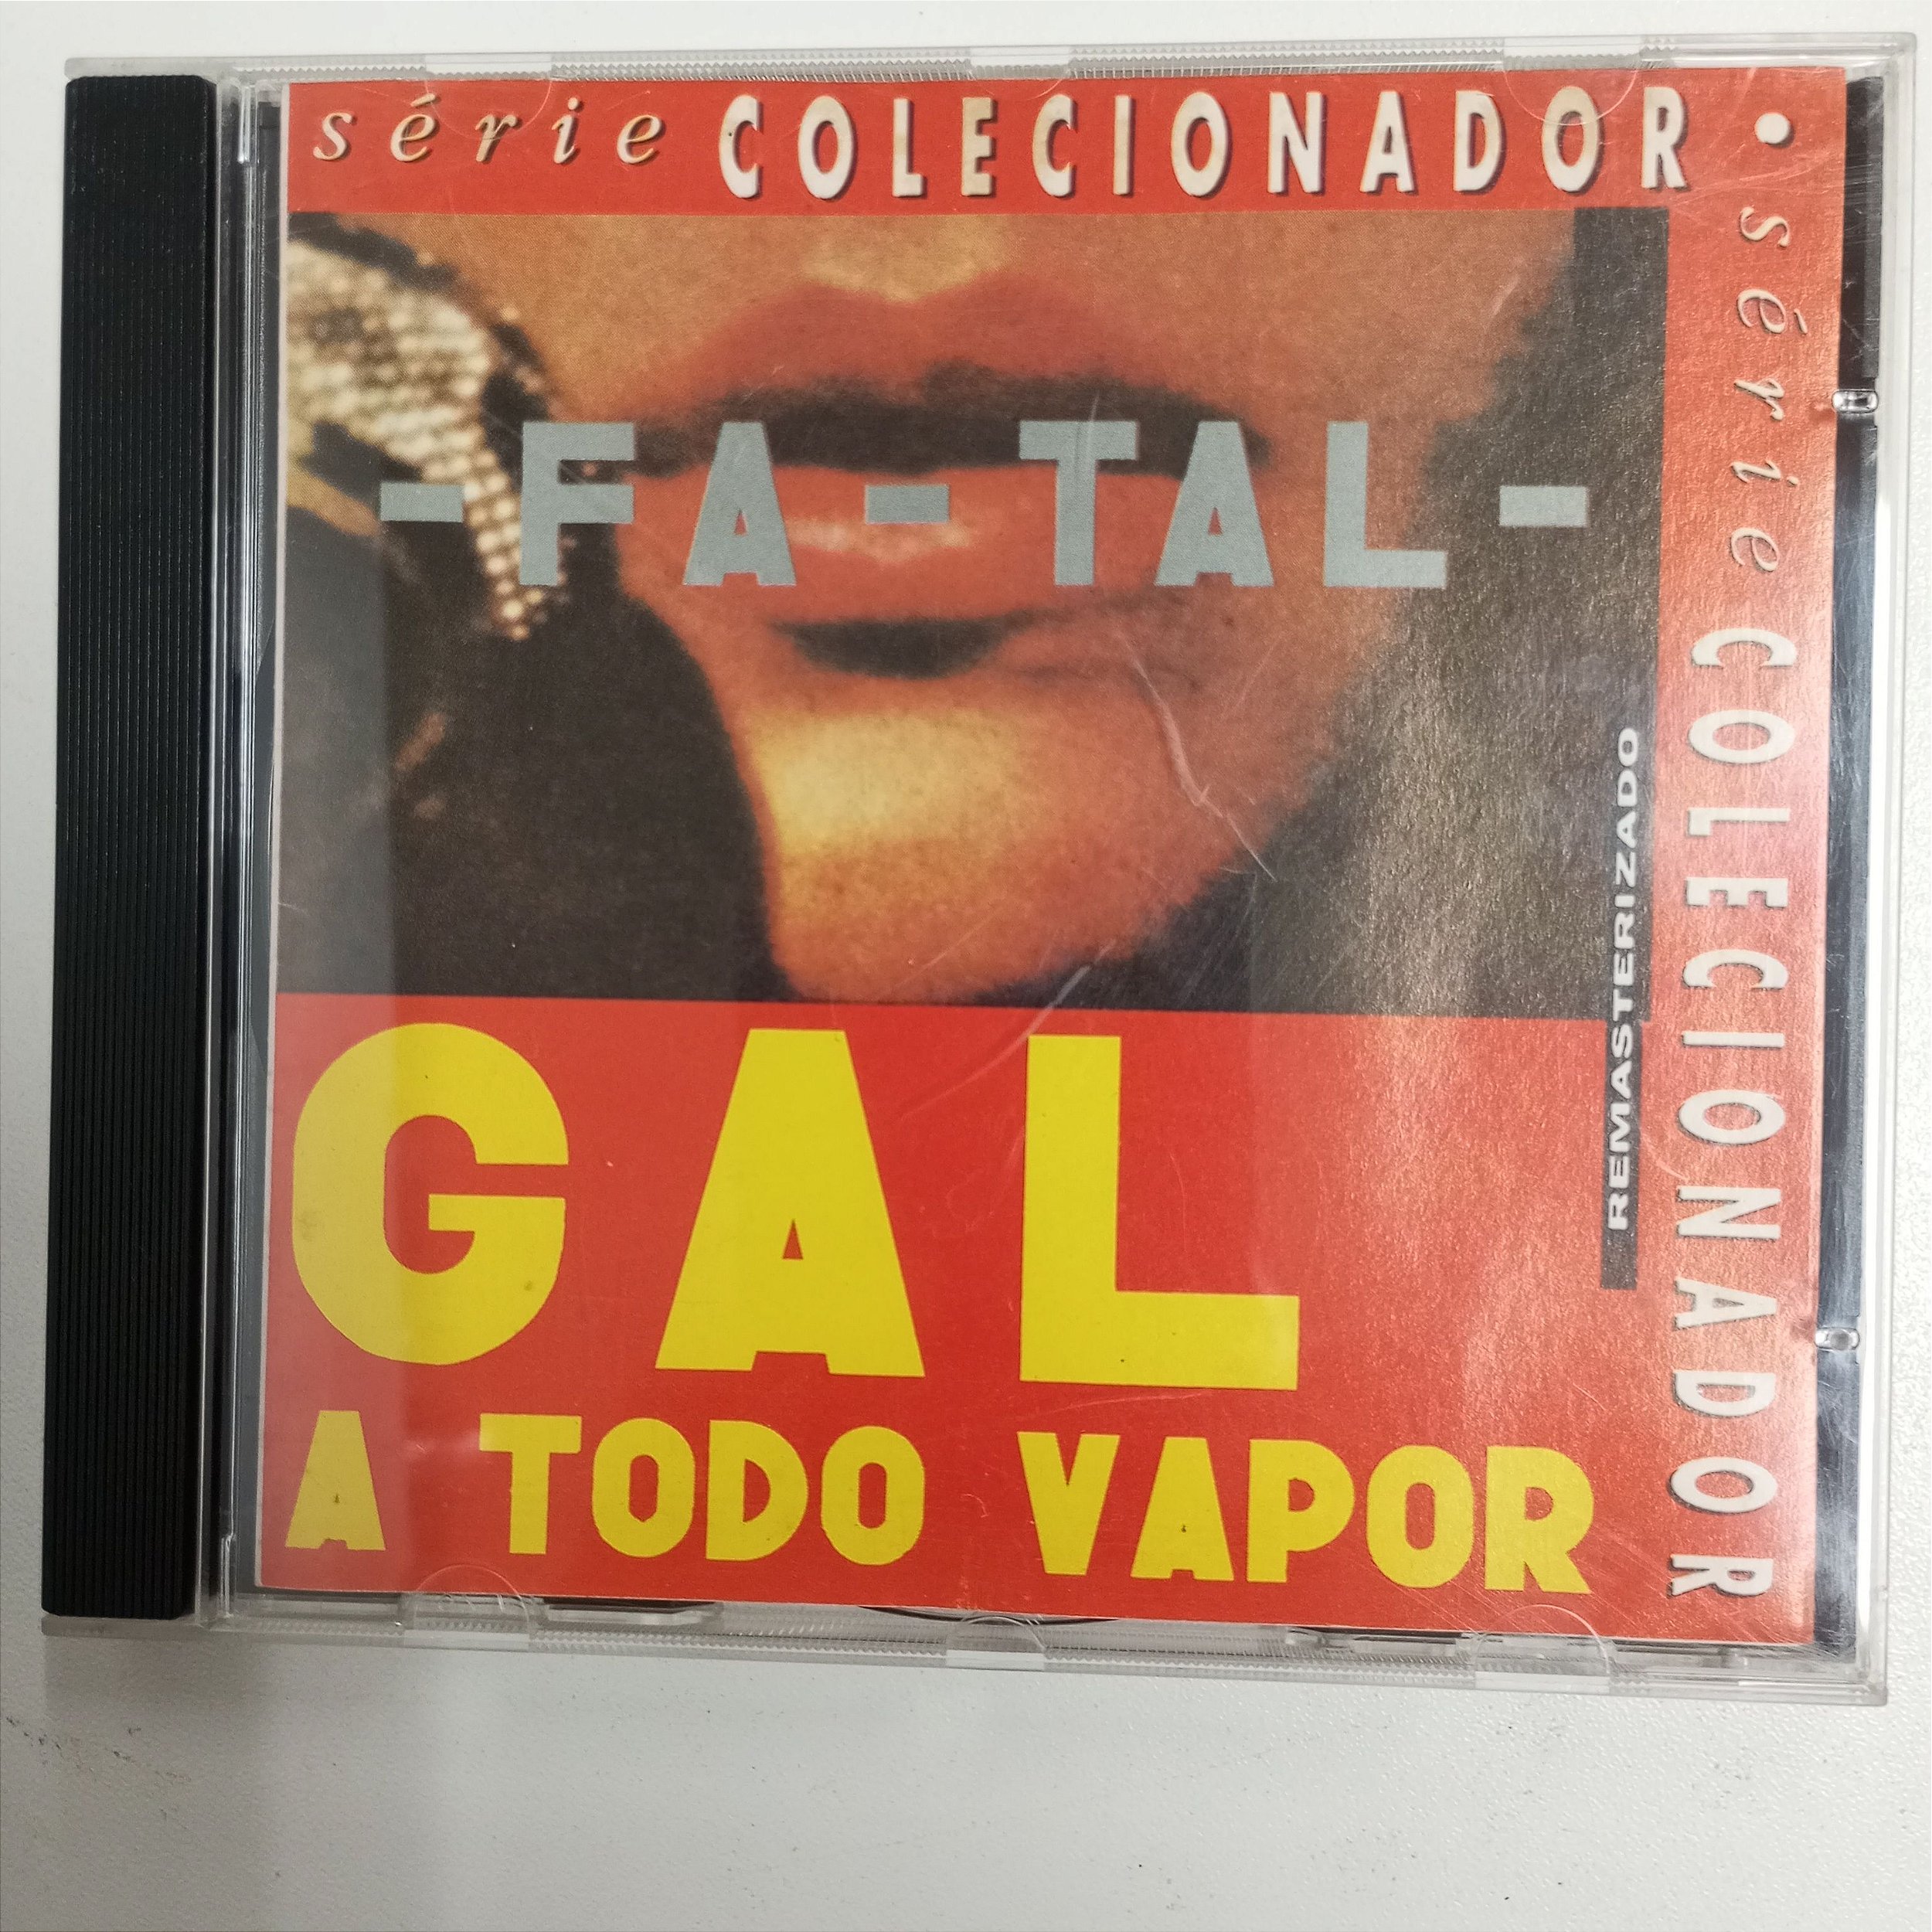 série COLECIONADOR •
série COLECIONADOR
-FA-TAL-
REMASTERIZADO
GAL
A TODO VAPOR